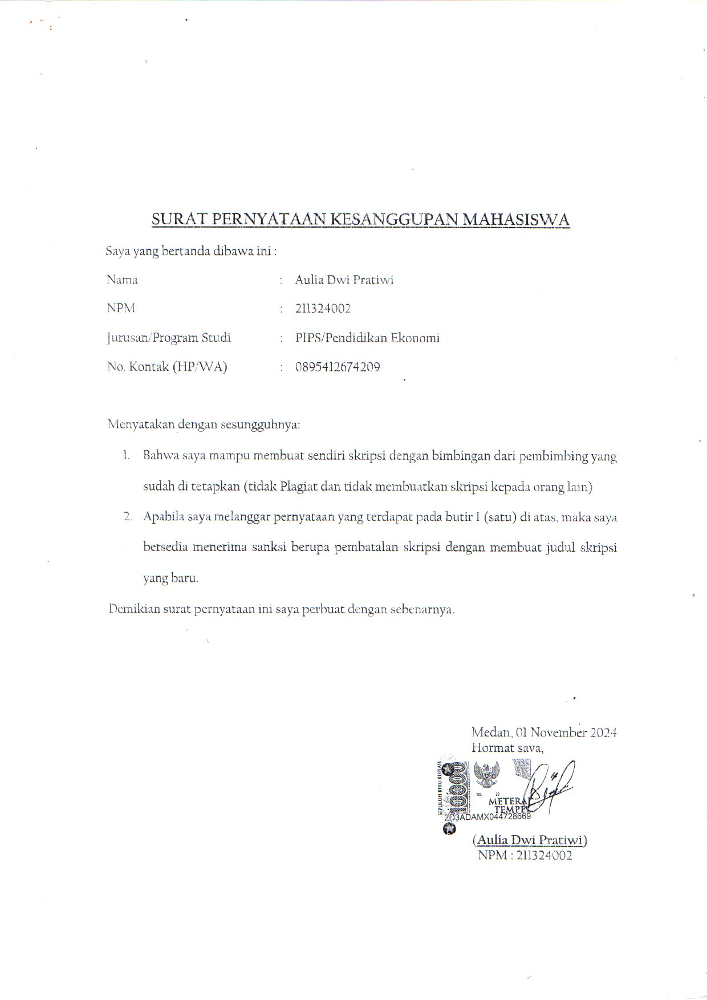 SURAT PERNYATAAN KESANGGUPAN MAHASISWA
Saya yang bertanda dibawa ini :
Nama : Aulia Dwi Pratiwi
NPM : 211324002
Jurusan/Program Studi : PIPS/Pendidikan Ekonomi
No. Kontak (HP/WA) : 0895412674209
Menyatakan dengan sesungguhnya:
1. Bahwa saya mampu membuat sendiri skripsi dengan bimbingan dari pembimbing yang
sudah di tetapkan (tidak Plagiat dan tidak membuatkan skripsi kepada orang lain)
2. Apabila saya melanggar pernyataan yang terdapat pada butir 1 (satu) di atas, maka saya
bersedia menerima sanksi berupa pembatalan skripsi dengan membuat judul skripsi
yang baru.
Demikian surat pernyataan ini saya perbuat dengan sebenarnya.
Medan, 01 November 2024
Hormat saya,
SEPULUH RIBU RUPIAH
10000
TGL 20
METERAI
TEMPEL
2D3ADAMX044728669
(Aulia Dwi Pratiwi)
NPM : 211324002